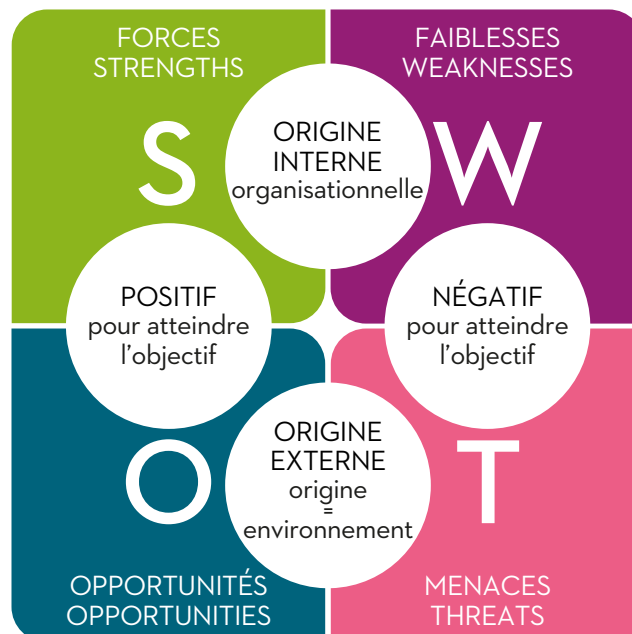 FORCES
STRENGTHS
FAIBLESSES
WEAKNESSES
S
ORIGINE
INTERNE
organisationnelle
W
POSITIF
pour atteindre
l'objectif
NÉGATIF
pour atteindre
l'objectif
O
ORIGINE
EXTERNE
origine
=
environnement
T
OPPORTUNITÉS
OPPORTUNITIES
MENACES
THREATS